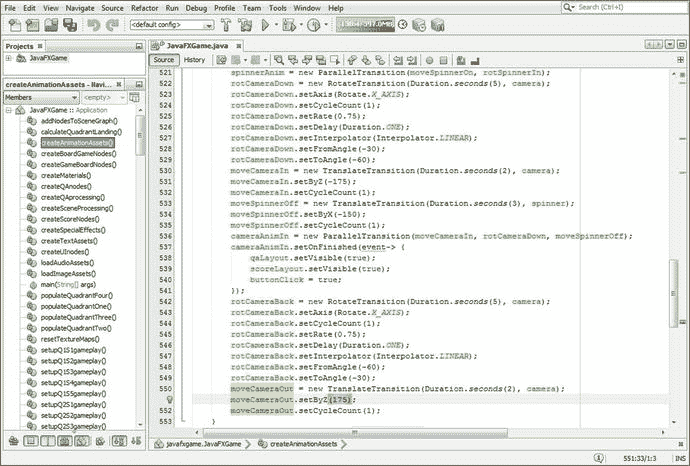 File Edit View Navigate Source Refactor Run Debug Profile Team Tools Window Help
Search (Ctrl+I)
<default config>
Projects
JavaFXGame
createAnimationAssets - Navi...
Members <empty>
JavaFXGame :: Application
addNodesToSceneGraph()
calculateQuadrantLanding()
createAnimationAssets()
createBoardGameNodes()
createGameBoardNodes()
createMaterials()
createQAnodes()
createQAprocessing()
createSceneProcessing()
createScoreNodes()
createSpecialEffects()
createTextAssets()
createUInodes()
loadAudioAssets()
loadImageAssets()
main(String[] args)
populateQuadrantFour()
populateQuadrantOne()
populateQuadrantThree()
populateQuadrantTwo()
resetTextureMaps()
setupQ1S1gameplay()
setupQ1S2gameplay()
setupQ1S3gameplay()
setupQ1S4gameplay()
setupQ2S1gameplay()
setupQ2S2gameplay()
setupQ2S3gameplay()
JavaFXGame.java
Source History
521 spinnerAnim = new ParallelTransition(moveSpinnerOn, rotSpinnerIn);
522 rotCameraDown = new RotateTransition(Duration.seconds(5), camera);
523 rotCameraDown.setAxis(Rotate.X_AXIS);
524 rotCameraDown.setCycleCount(1);
525 rotCameraDown.setRate(0.75);
526 rotCameraDown.setDelay(Duration.ONE);
527 rotCameraDown.setInterpolator(Interpolator.LINEAR);
528 rotCameraDown.setFromAngle(-30);
529 rotCameraDown.setToAngle(-60);
530 moveCameraIn = new TranslateTransition(Duration.seconds(2), camera);
531 moveCameraIn.setByZ(-175);
532 moveCameraIn.setCycleCount(1);
533 moveSpinnerOff = new TranslateTransition(Duration.seconds(3), spinner);
534 moveSpinnerOff.setByX(-150);
535 moveSpinnerOff.setCycleCount(1);
536 cameraAnimIn = new ParallelTransition(moveCameraIn, rotCameraDown, moveSpinnerOff);
537 cameraAnimIn.setOnFinished(event-> {
538 qaLayout.setVisible(true);
539 scoreLayout.setVisible(true);
540 buttonClick = true;
541 });
542 rotCameraBack = new RotateTransition(Duration.seconds(5), camera);
543 rotCameraBack.setAxis(Rotate.X_AXIS);
544 rotCameraBack.setCycleCount(1);
545 rotCameraBack.setRate(0.75);
546 rotCameraBack.setDelay(Duration.ONE);
547 rotCameraBack.setInterpolator(Interpolator.LINEAR);
548 rotCameraBack.setFromAngle(-60);
549 rotCameraBack.setToAngle(-30);
550 moveCameraOut = new TranslateTransition(Duration.seconds(2), camera);
moveCameraOut.setByZ(175);
552 moveCameraOut.setCycleCount(1);
553 }
javafxgame.JavaFXGame createAnimationAssets
551:33/1:3 INS